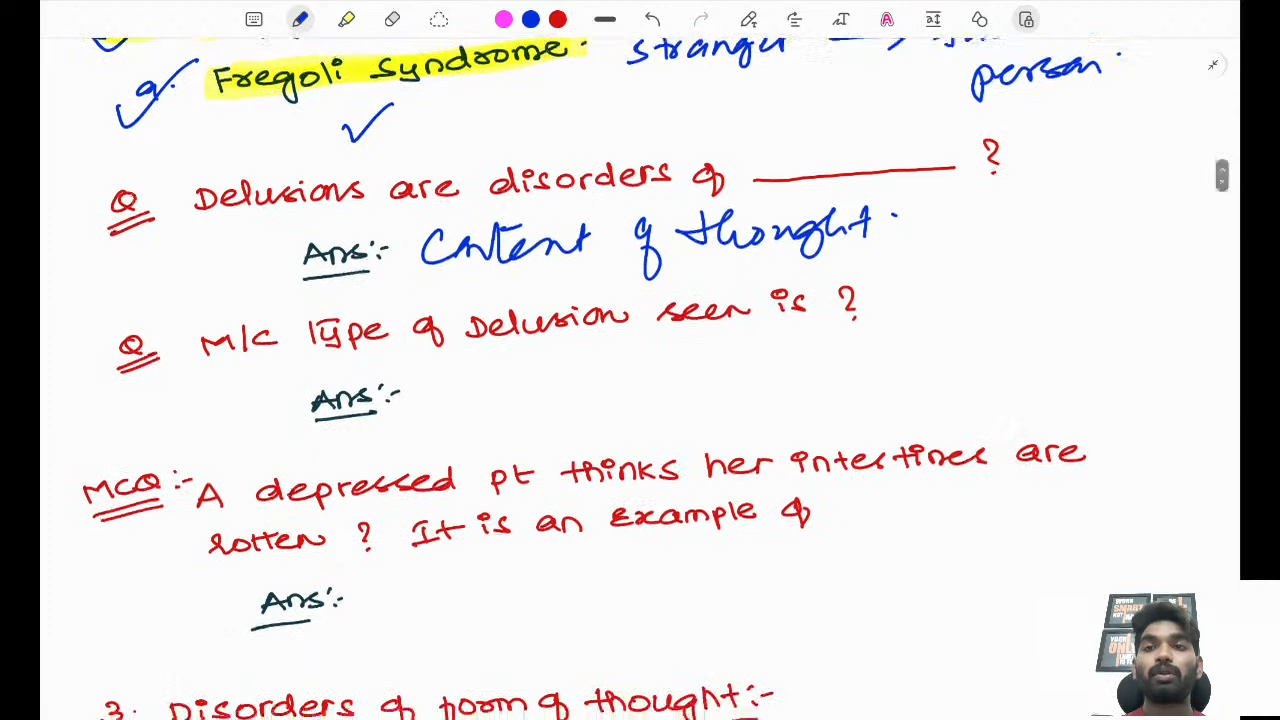 stranger
9. Fregoli Syndrome. person.
Q Delusions are disorders of ________ ?
Ans:- Content of thought.
Q M/C Type of Delusion seen is ?
Ans:-
MCQ:- A depressed pt thinks her intestines are
rotten ? It is an Example of
Ans:-
3. Disorders of form of thought:-